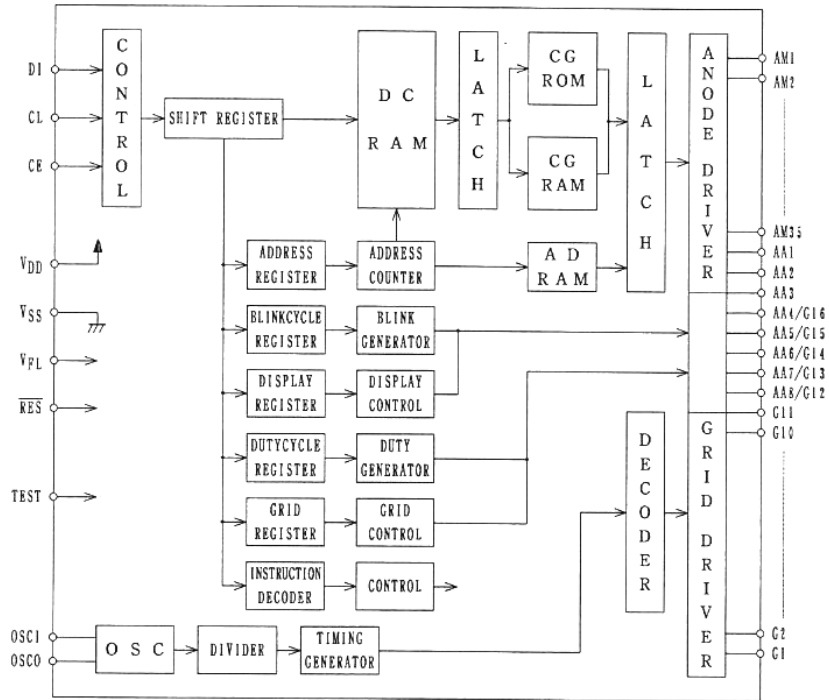 DI
CL
CE
VDD
VSS
VFL
RES
TEST
OSCI
OSCO
CONTROL
SHIFT REGISTER
DC
RAM
LATCH
CG
ROM
CG
RAM
LATCH
ANODE DRIVER
ADDRESS
REGISTER
ADDRESS
COUNTER
AD
RAM
BLINKCYCLE
REGISTER
BLINK
GENERATOR
DISPLAY
REGISTER
DISPLAY
CONTROL
DUTYCYCLE
REGISTER
DUTY
GENERATOR
GRID
REGISTER
GRID
CONTROL
INSTRUCTION
DECODER
CONTROL
OSC
DIVIDER
TIMING
GENERATOR
DECODER
GRID DRIVER
AM1
AM2
AM35
AA1
AA2
AA3
AA4/G16
AA5/G15
AA6/G14
AA7/G13
AA8/G12
G11
G10
G2
G1